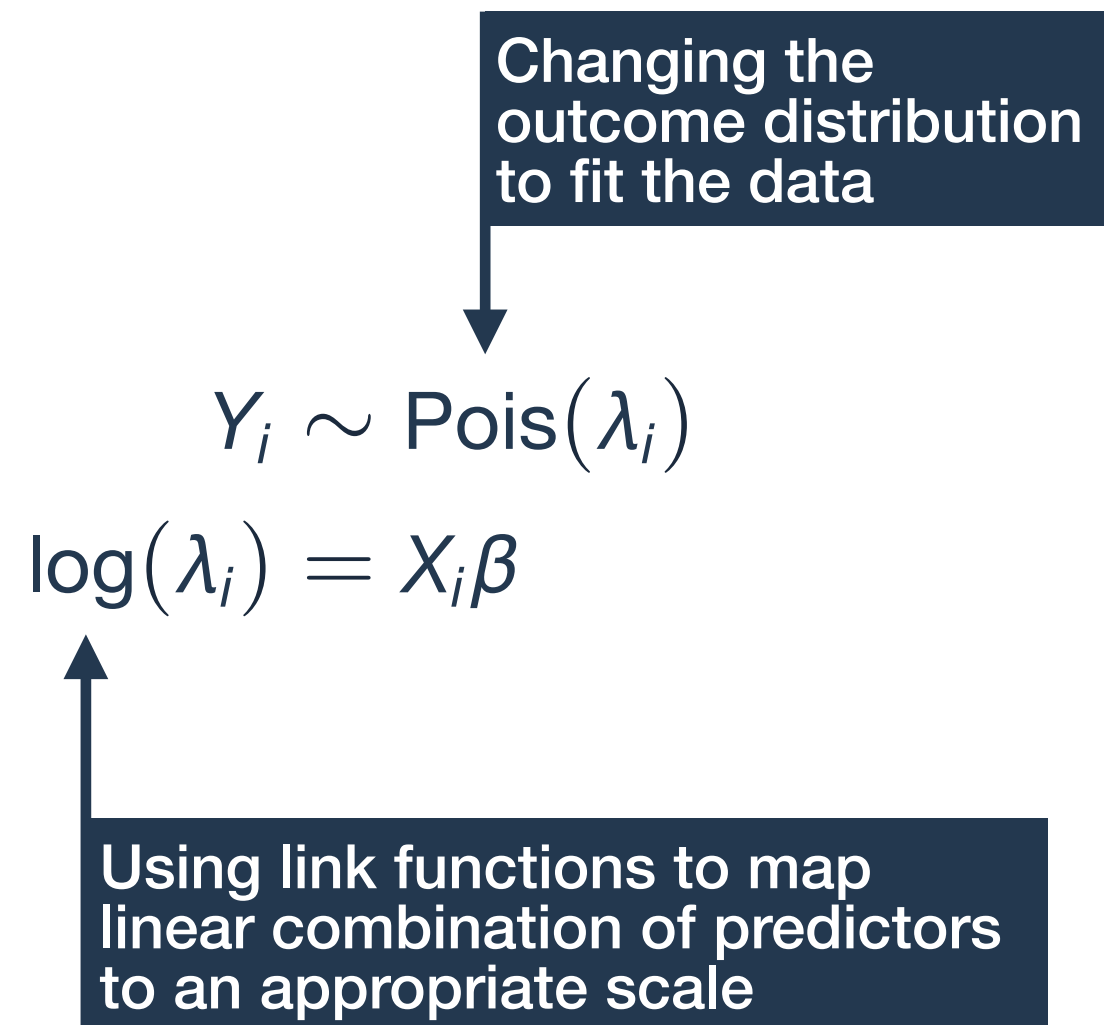 Changing the
outcome distribution
to fit the data
Yᵢ ∼ Pois(λᵢ)
log(λᵢ) = Xᵢβ
Using link functions to map
linear combination of predictors
to an appropriate scale